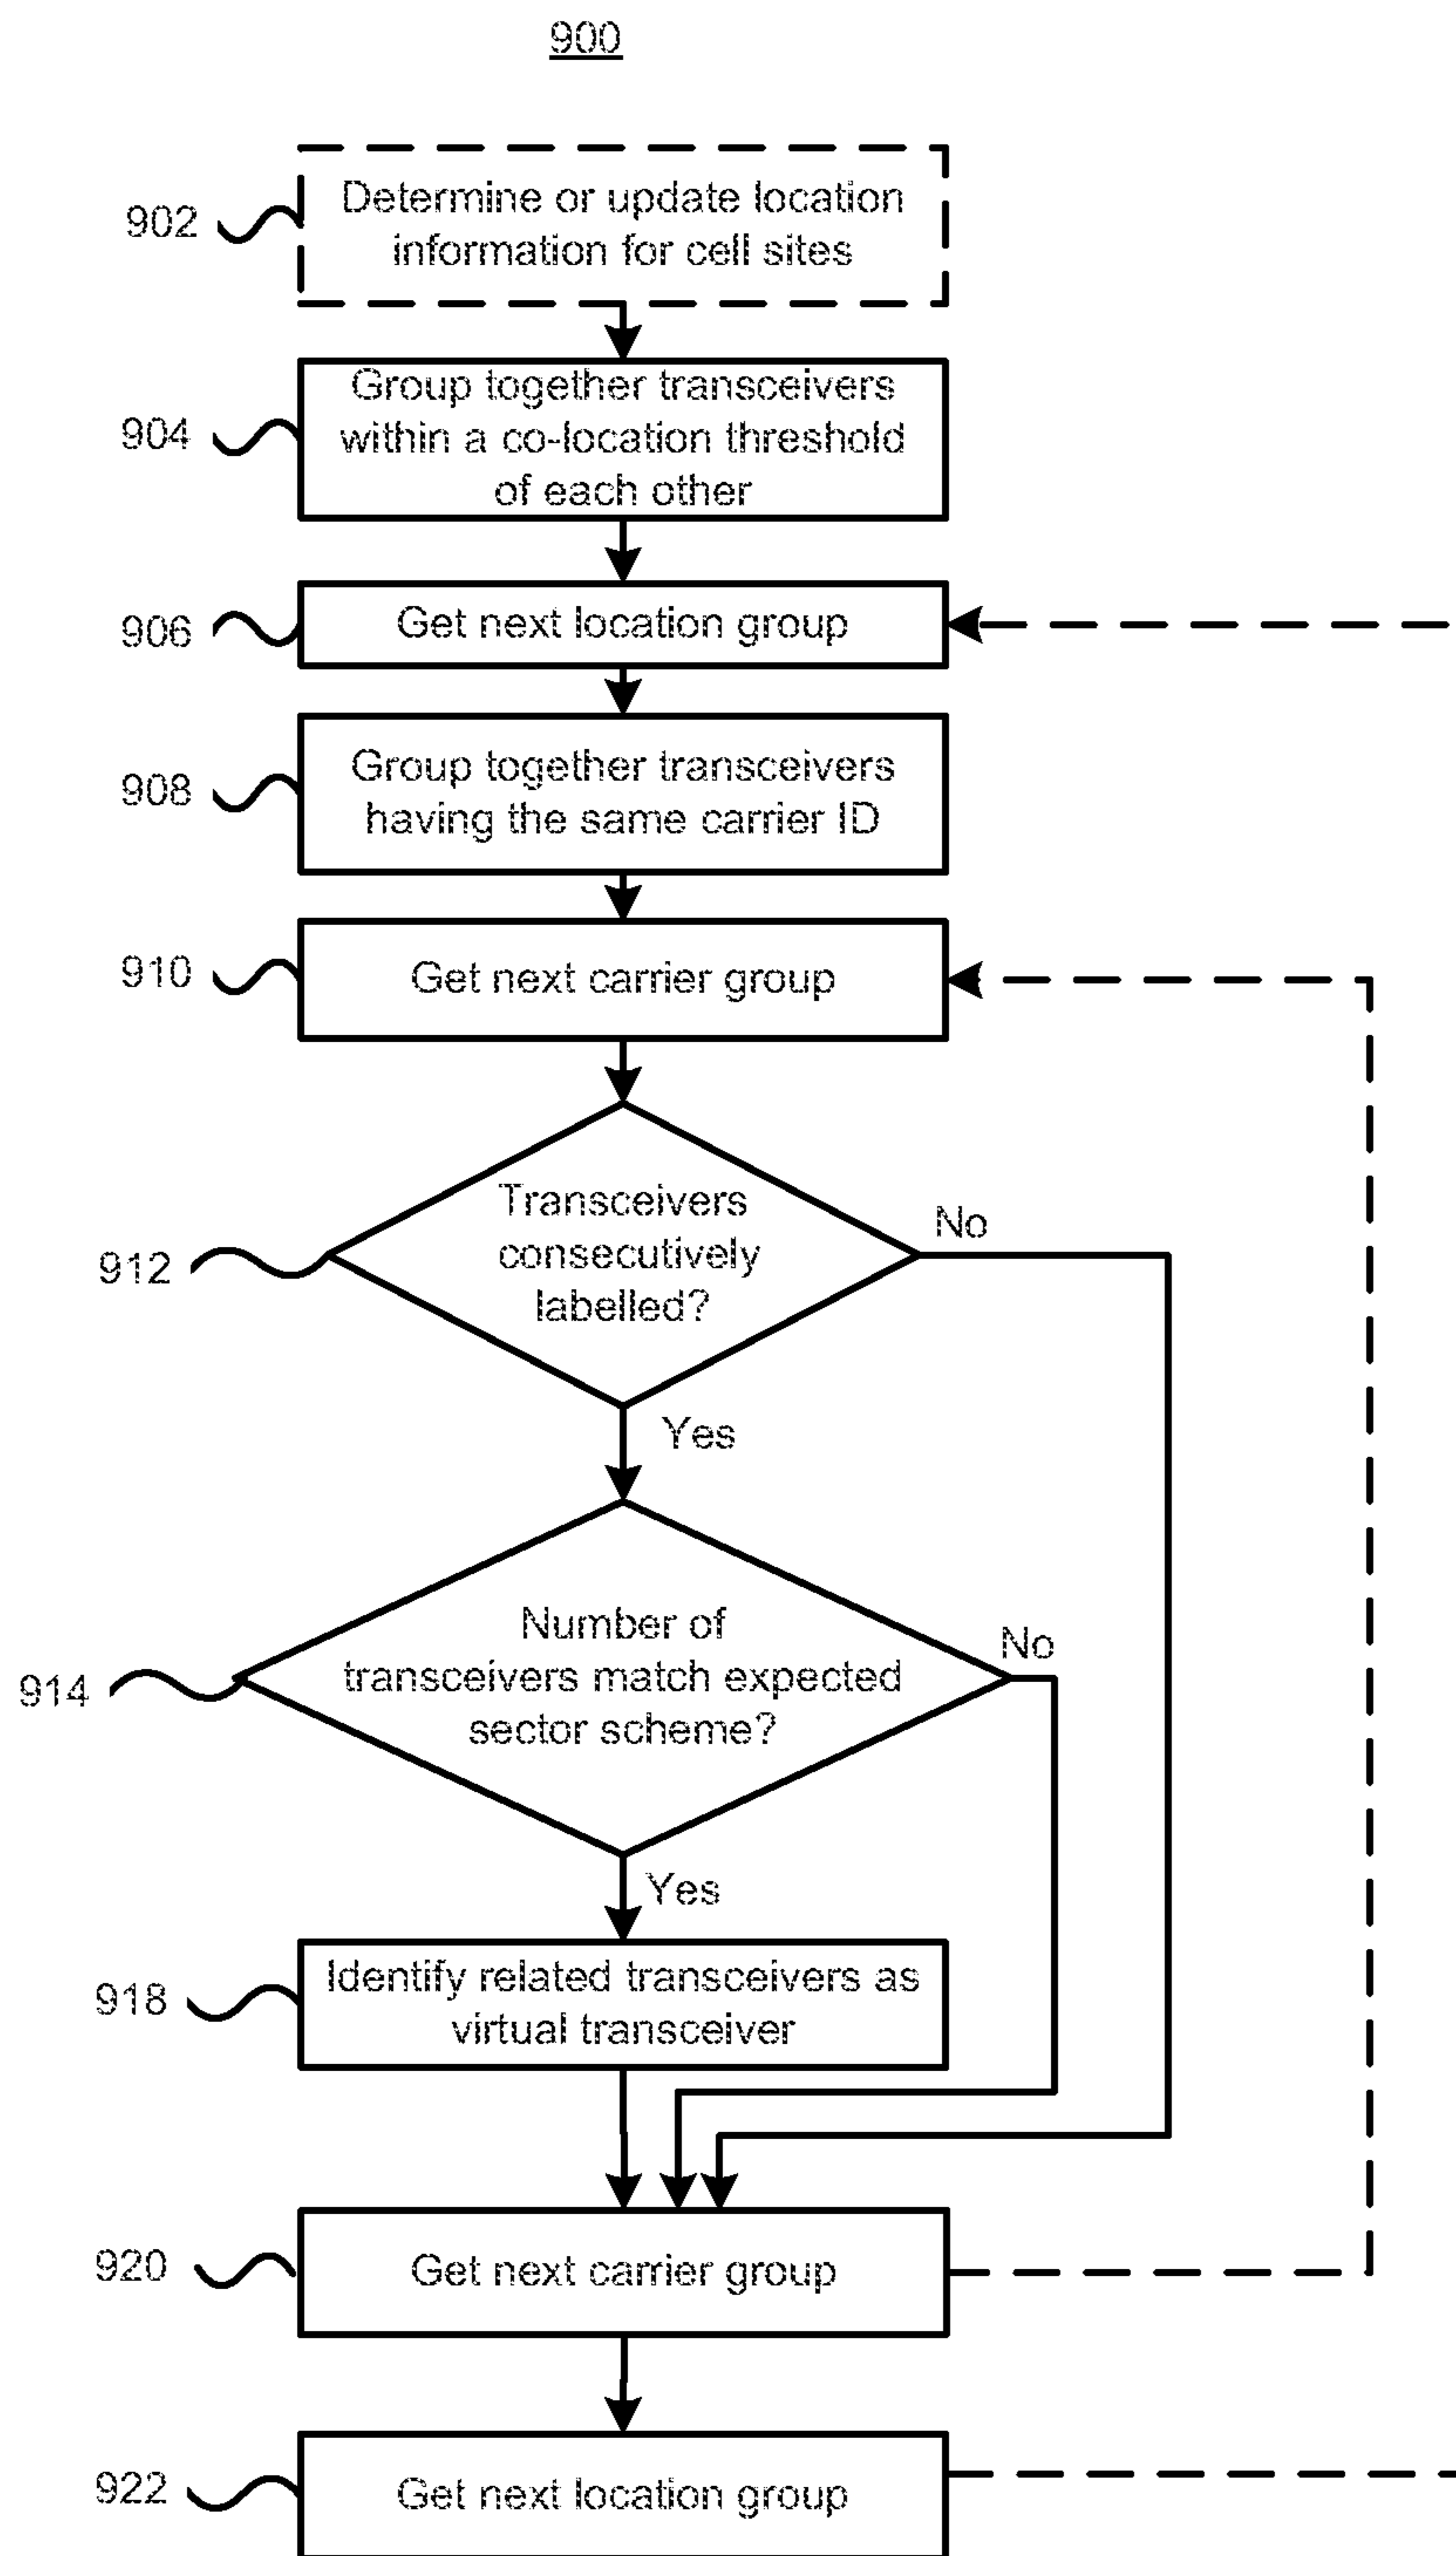 900
902
Determine or update location
information for cell sites
904
Group together transceivers
within a co-location threshold
of each other
906
Get next location group
908
Group together transceivers
having the same carrier ID
910
Get next carrier group
912
Transceivers
consecutively
labelled?
No
Yes
914
Number of
transceivers match expected
sector scheme?
No
Yes
918
Identify related transceivers as
virtual transceiver
920
Get next carrier group
922
Get next location group